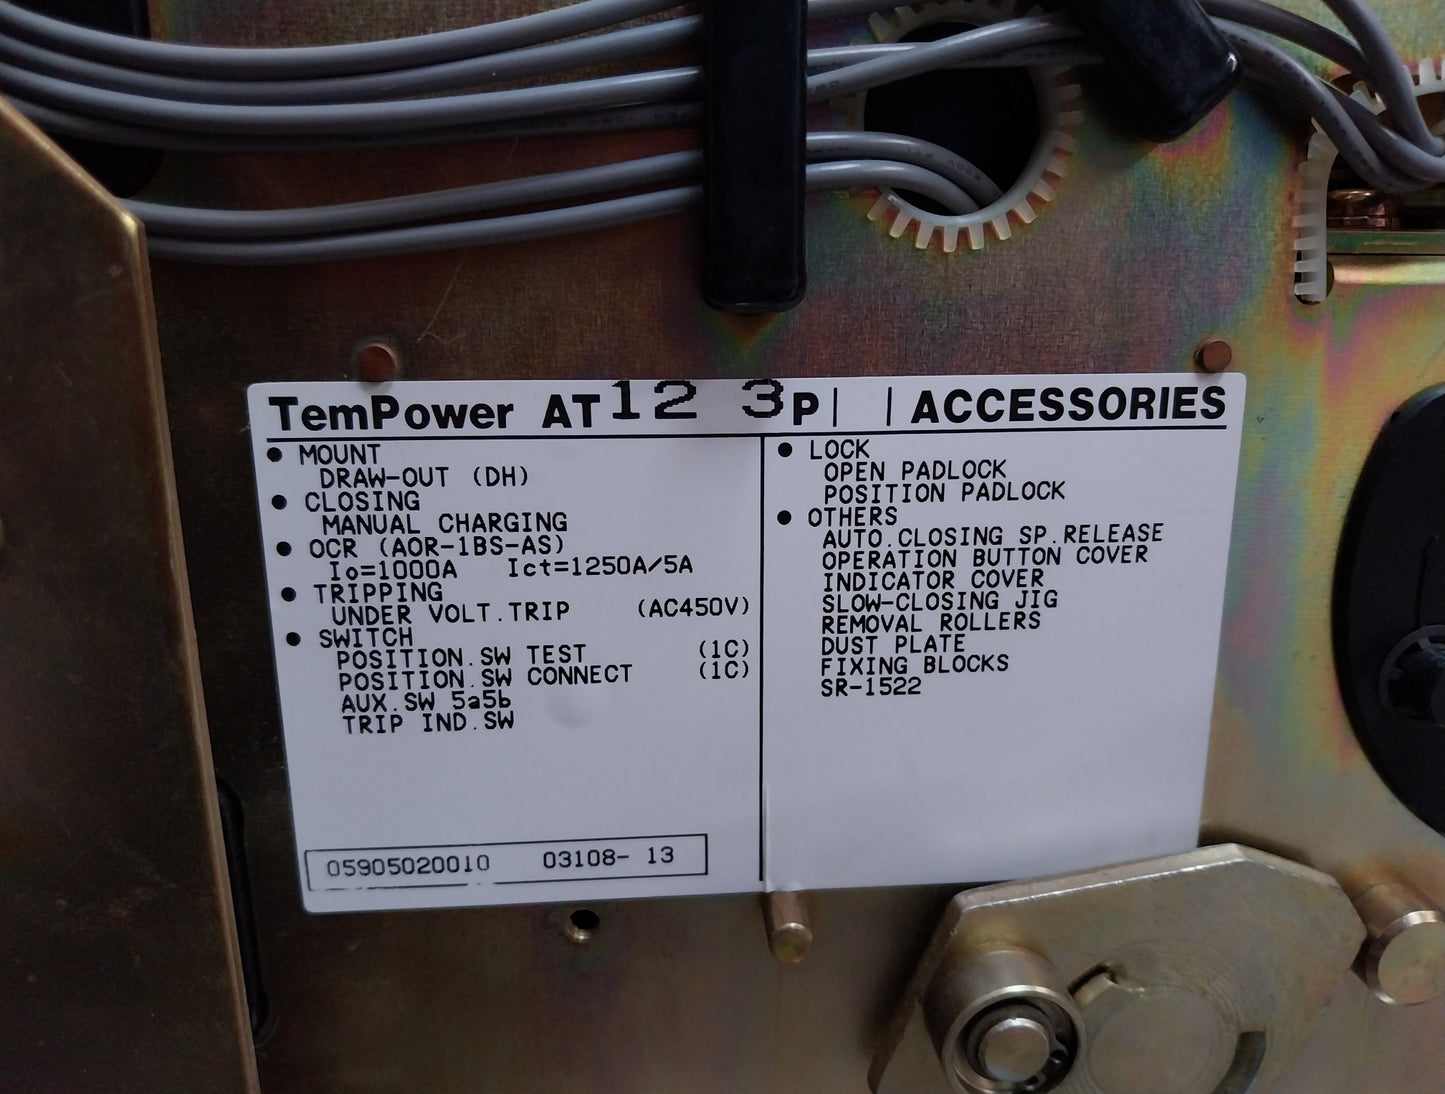 TemPower AT12 3P | | ACCESSORIES
● MOUNT
DRAW-OUT (DH)
● CLOSING
MANUAL CHARGING
● OCR (AOR-1BS-AS)
Io=1000A Ict=1250A/5A
● TRIPPING
UNDER VOLT.TRIP (AC450V)
● SWITCH
POSITION.SW TEST (1C)
POSITION.SW CONNECT (1C)
AUX.SW 5a5b
TRIP IND.SW
05905020010 03108- 13
● LOCK
OPEN PADLOCK
POSITION PADLOCK
● OTHERS
AUTO.CLOSING SP.RELEASE
OPERATION BUTTON COVER
INDICATOR COVER
SLOW-CLOSING JIG
REMOVAL ROLLERS
DUST PLATE
FIXING BLOCKS
SR-1522